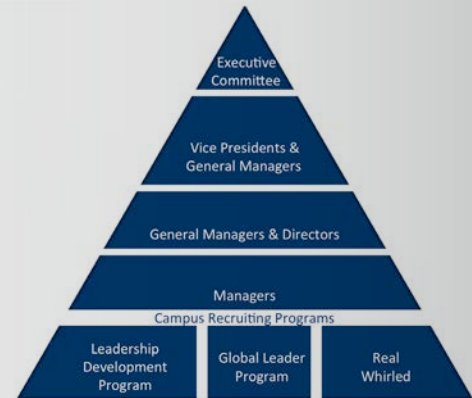 Executive
Committee
Vice Presidents &
General Managers
General Managers & Directors
Managers
Campus Recruiting Programs
Leadership
Development
Program
Global Leader
Program
Real
Whirled